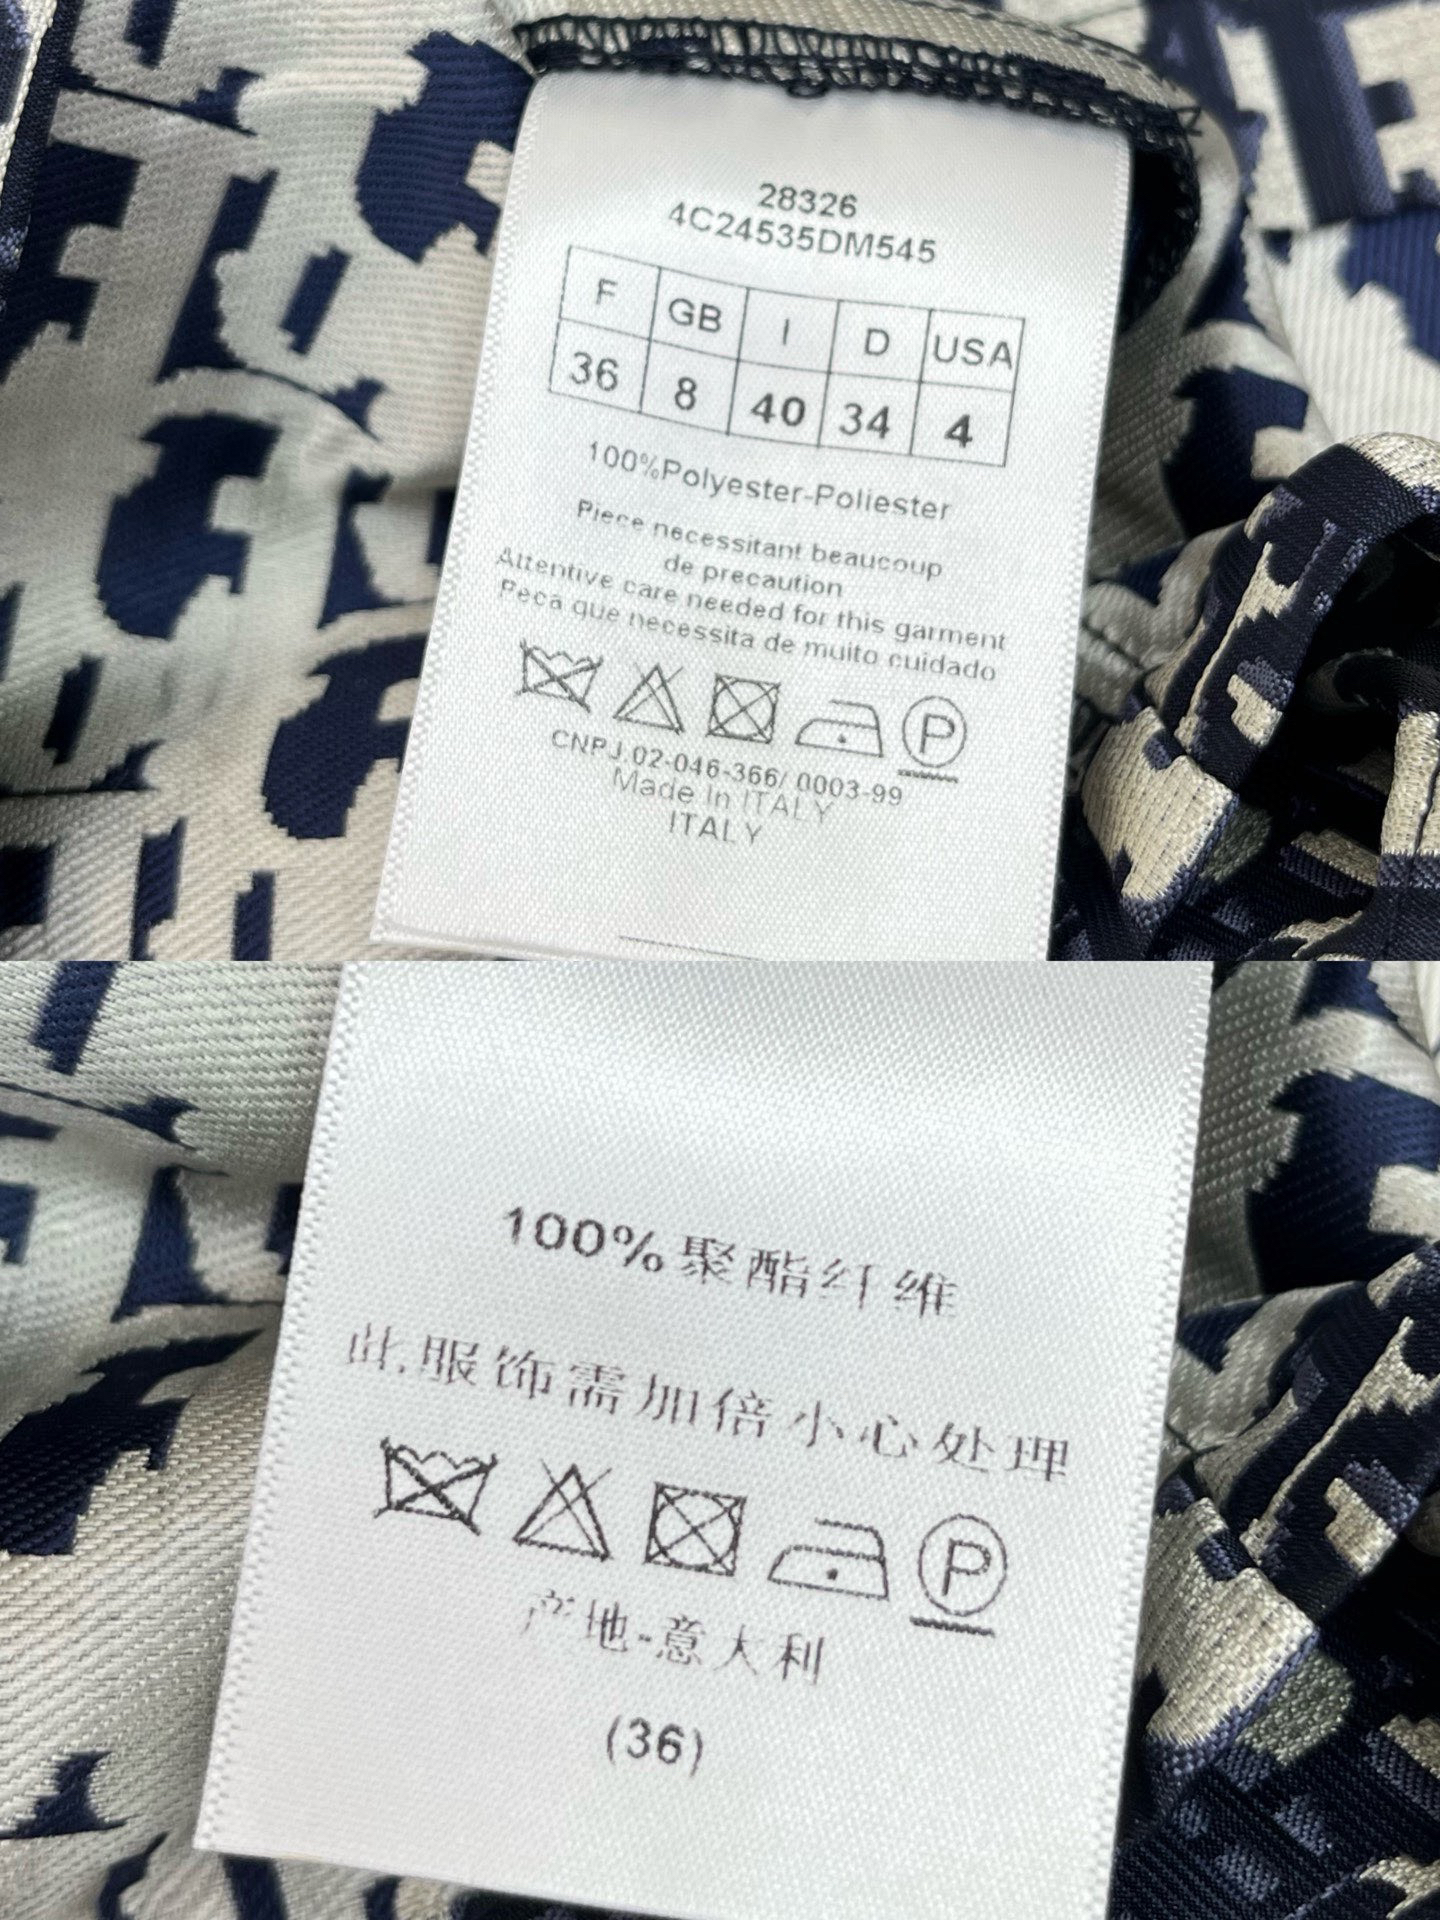 28326
4C24535DM545
F GB I D USA
36 8 40 34 4
100%Polyester-Poliester
Piece necessitant beaucoup
de precaution
Attentive care needed for this garment
Peca que necessita de muito cuidado
P
CNPJ 02-046-366/ 0003-99
Made In ITALY
ITALY
100%聚酯纤维
此服饰需加倍小心处理
P
产地-意大利
(36)